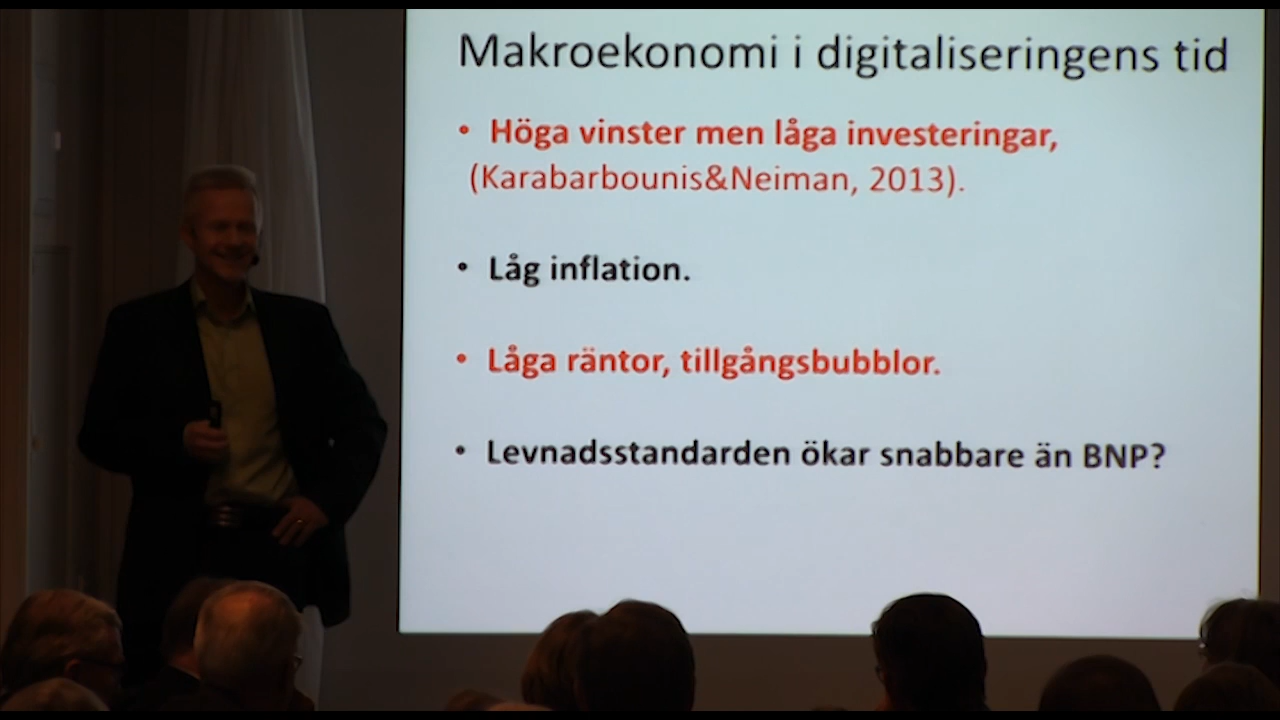 Makroekonomi i digitaliseringens tid
• Höga vinster men låga investeringar,
(Karabarbounis&Neiman, 2013).
• Låg inflation.
• Låga räntor, tillgångsbubblor.
• Levnadsstandarden ökar snabbare än BNP?